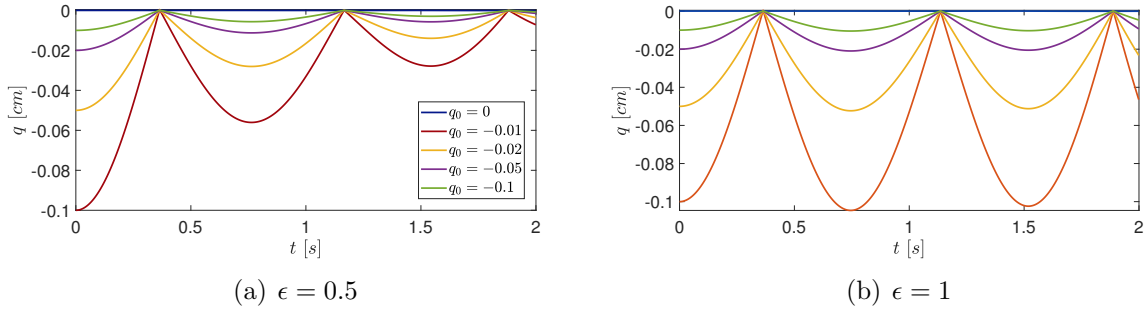 0
-0.02
-0.04
-0.06
-0.08
-0.1
q [cm]
0 0.5 1 1.5 2
t [s]
q₀ = 0
q₀ = −0.01
q₀ = −0.02
q₀ = −0.05
q₀ = −0.1
(a) ϵ = 0.5
0
-0.02
-0.04
-0.06
-0.08
-0.1
q [cm]
0 0.5 1 1.5 2
t [s]
(b) ϵ = 1